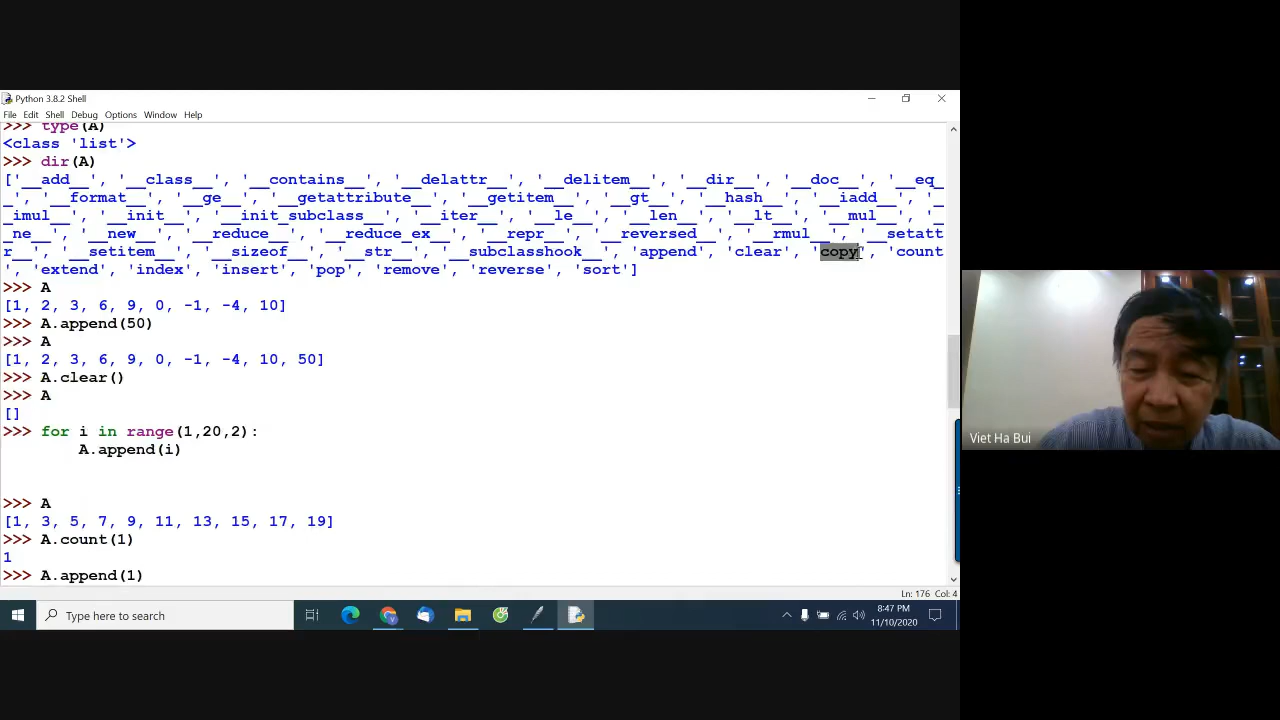 Python 3.8.2 Shell
File Edit Shell Debug Options Window Help
>>> type(A)
<class 'list'>
>>> dir(A)
['__add__', '__class__', '__contains__', '__delattr__', '__delitem__', '__dir__', '__doc__', '__eq_
_', '__format__', '__ge__', '__getattribute__', '__getitem__', '__gt__', '__hash__', '__iadd__', '_
_imul__', '__init__', '__init_subclass__', '__iter__', '__le__', '__len__', '__lt__', '__mul__', '_
_ne__', '__new__', '__reduce__', '__reduce_ex__', '__repr__', '__reversed__', '__rmul__', '__setatt
r__', '__setitem__', '__sizeof__', '__str__', '__subclasshook__', 'append', 'clear', 'copy', 'count
', 'extend', 'index', 'insert', 'pop', 'remove', 'reverse', 'sort']
>>> A
[1, 2, 3, 6, 9, 0, -1, -4, 10]
>>> A.append(50)
>>> A
[1, 2, 3, 6, 9, 0, -1, -4, 10, 50]
>>> A.clear()
>>> A
[]
>>> for i in range(1,20,2):
        A.append(i)
>>> A
[1, 3, 5, 7, 9, 11, 13, 15, 17, 19]
>>> A.count(1)
1
>>> A.append(1)
Ln: 176 Col: 4
Type here to search
8:47 PM
11/10/2020
Viet Ha Bui